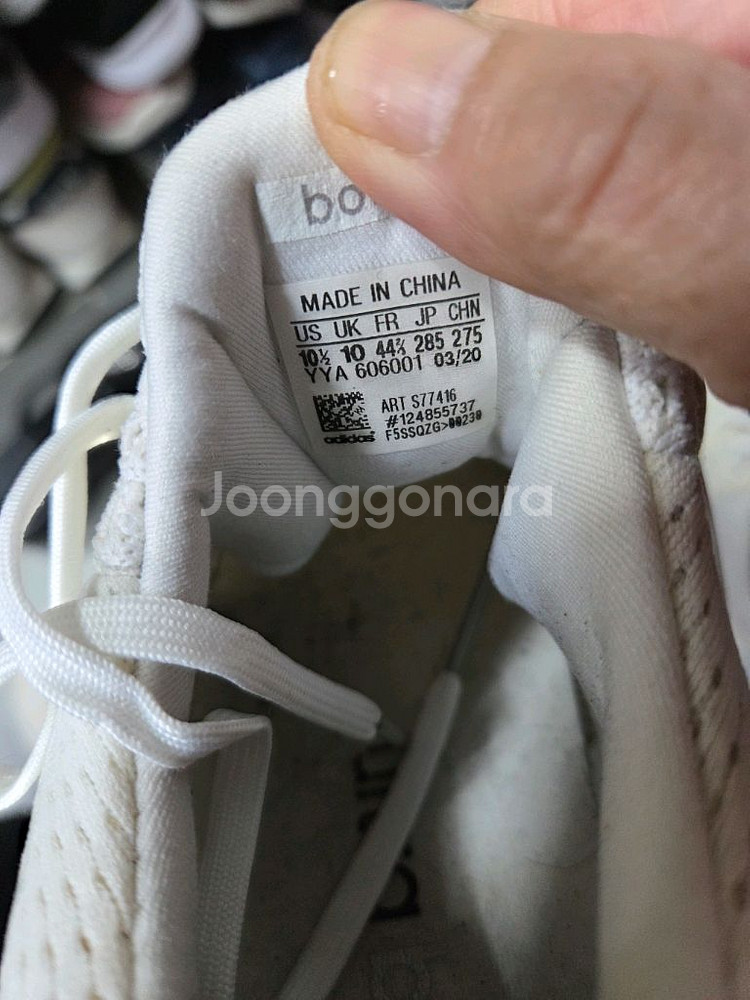 bo
MADE IN CHINA
US UK FR JP CHN
10½ 10 44⅔ 285 275
YYA 606001 03/20
ART S77416
#124855737
adidas F5SSQZG>00230
Joonggonara